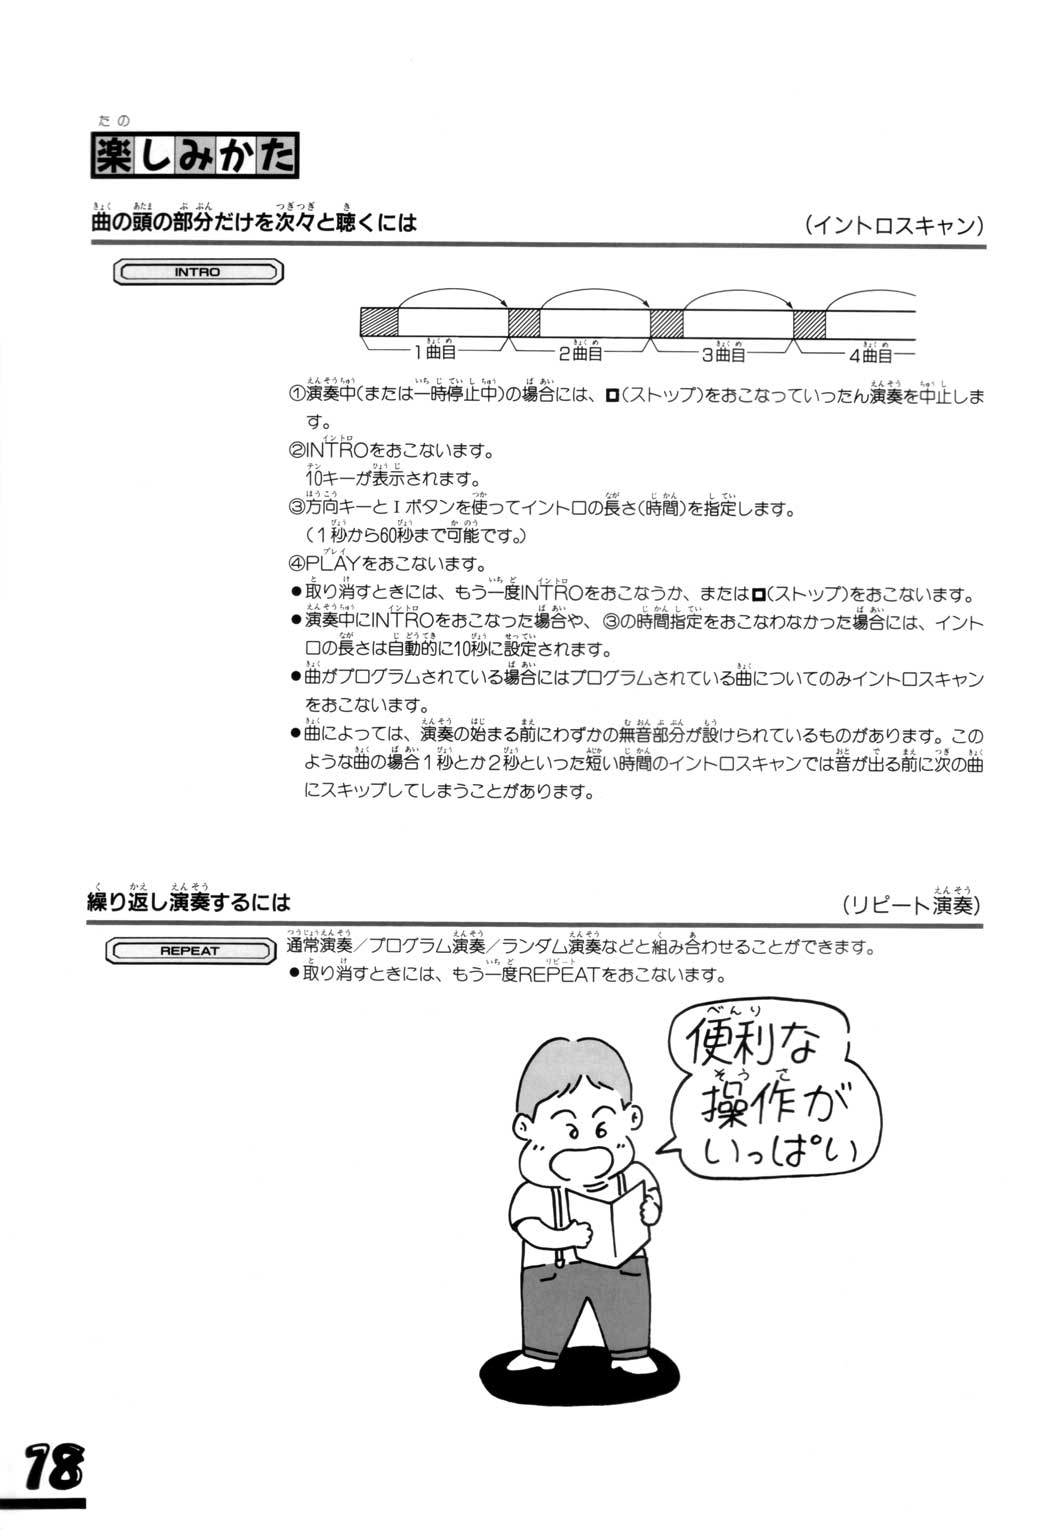 たの
楽しみかた
曲の頭の部分だけを次々と聴くには
(イントロスキャン)
INTRO
1曲目
2曲目
3曲目
4曲目
①演奏中(または一時停止中)の場合には、□(ストップ)をおこなっていったん演奏を中止しま
す。
②INTROをおこないます。
10キーが表示されます。
③方向キーとIボタンを使ってイントロの長さ(時間)を指定します。
(1秒から60秒まで可能です。)
④PLAYをおこないます。
●取り消すときには、もう一度INTROをおこなうか、または□(ストップ)をおこないます。
●演奏中にINTROをおこなった場合や、③の時間指定をおこなわなかった場合には、イント
ロの長さは自動的に10秒に設定されます。
●曲がプログラムされている場合にはプログラムされている曲についてのみイントロスキャン
をおこないます。
●曲によっては、演奏の始まる前にわずかの無音部分が設けられているものがあります。この
ような曲の場合1秒とか2秒といった短い時間のイントロスキャンでは音が出る前に次の曲
にスキップしてしまうことがあります。
繰り返し演奏するには
(リピート演奏)
REPEAT
通常演奏/プログラム演奏/ランダム演奏などと組み合わせることができます。
●取り消すときには、もう一度REPEATをおこないます。
べんり
便利な
そうさ
操作が
いっぱい
18